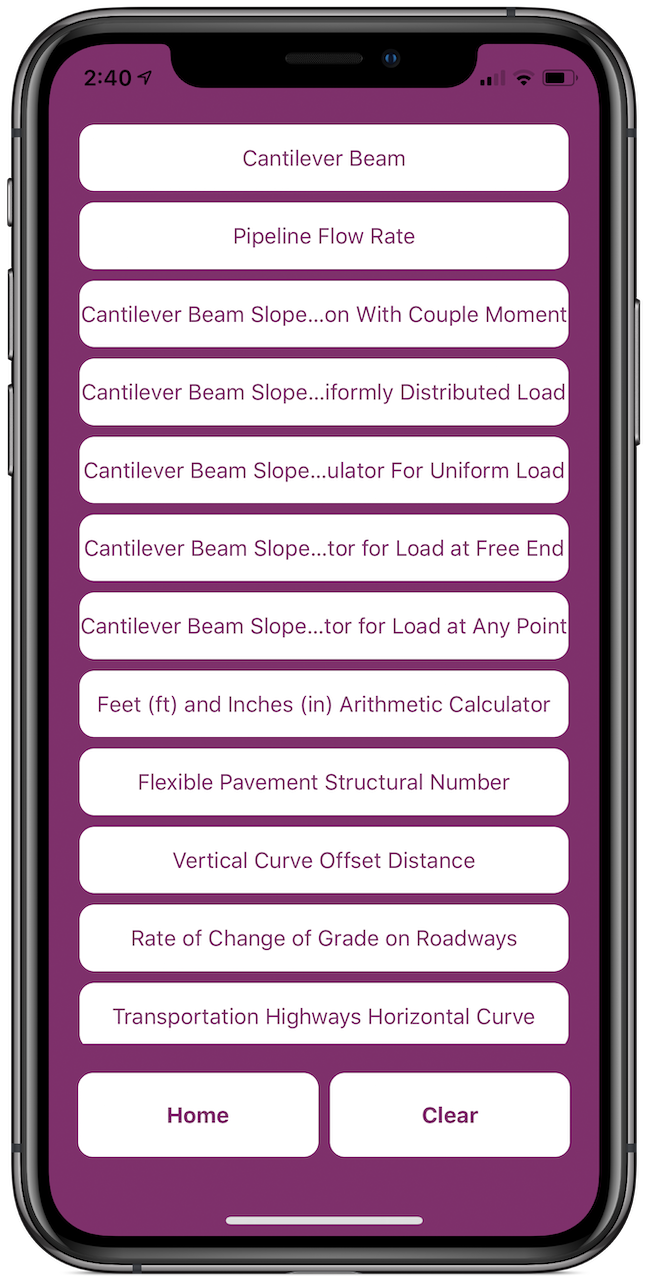 2:40
Cantilever Beam
Pipeline Flow Rate
Cantilever Beam Slope...on With Couple Moment
Cantilever Beam Slope...iformly Distributed Load
Cantilever Beam Slope...ulator For Uniform Load
Cantilever Beam Slope...tor for Load at Free End
Cantilever Beam Slope...tor for Load at Any Point
Feet (ft) and Inches (in) Arithmetic Calculator
Flexible Pavement Structural Number
Vertical Curve Offset Distance
Rate of Change of Grade on Roadways
Transportation Highways Horizontal Curve
Home Clear